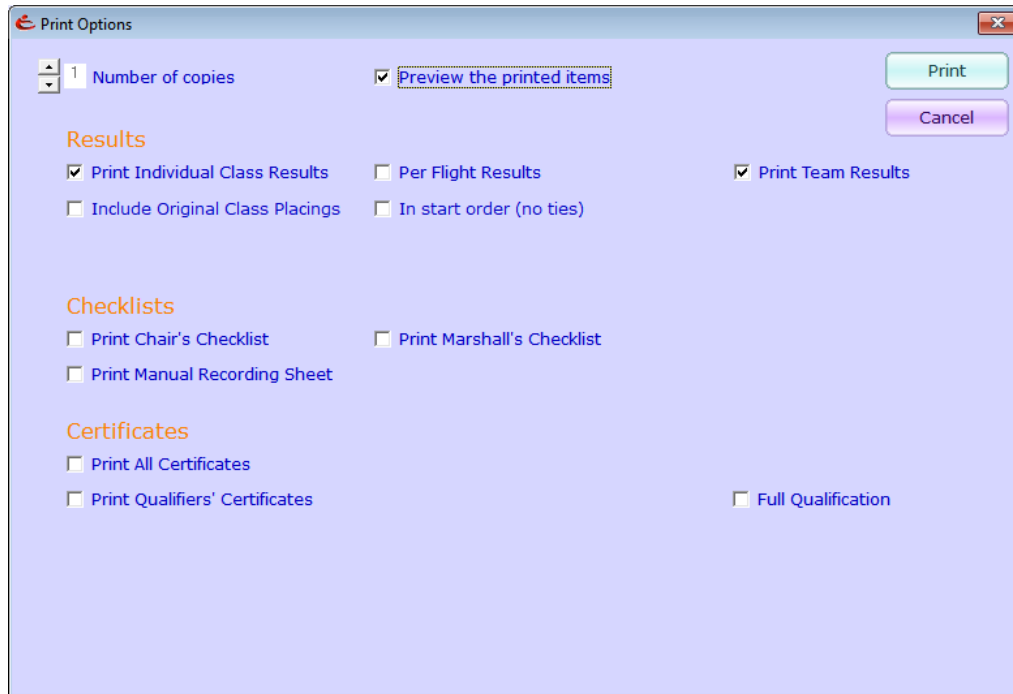 Print Options
1 Number of copies Preview the printed items Print
Cancel
Results
Print Individual Class Results Per Flight Results Print Team Results
Include Original Class Placings In start order (no ties)
Checklists
Print Chair's Checklist Print Marshall's Checklist
Print Manual Recording Sheet
Certificates
Print All Certificates
Print Qualifiers' Certificates Full Qualification